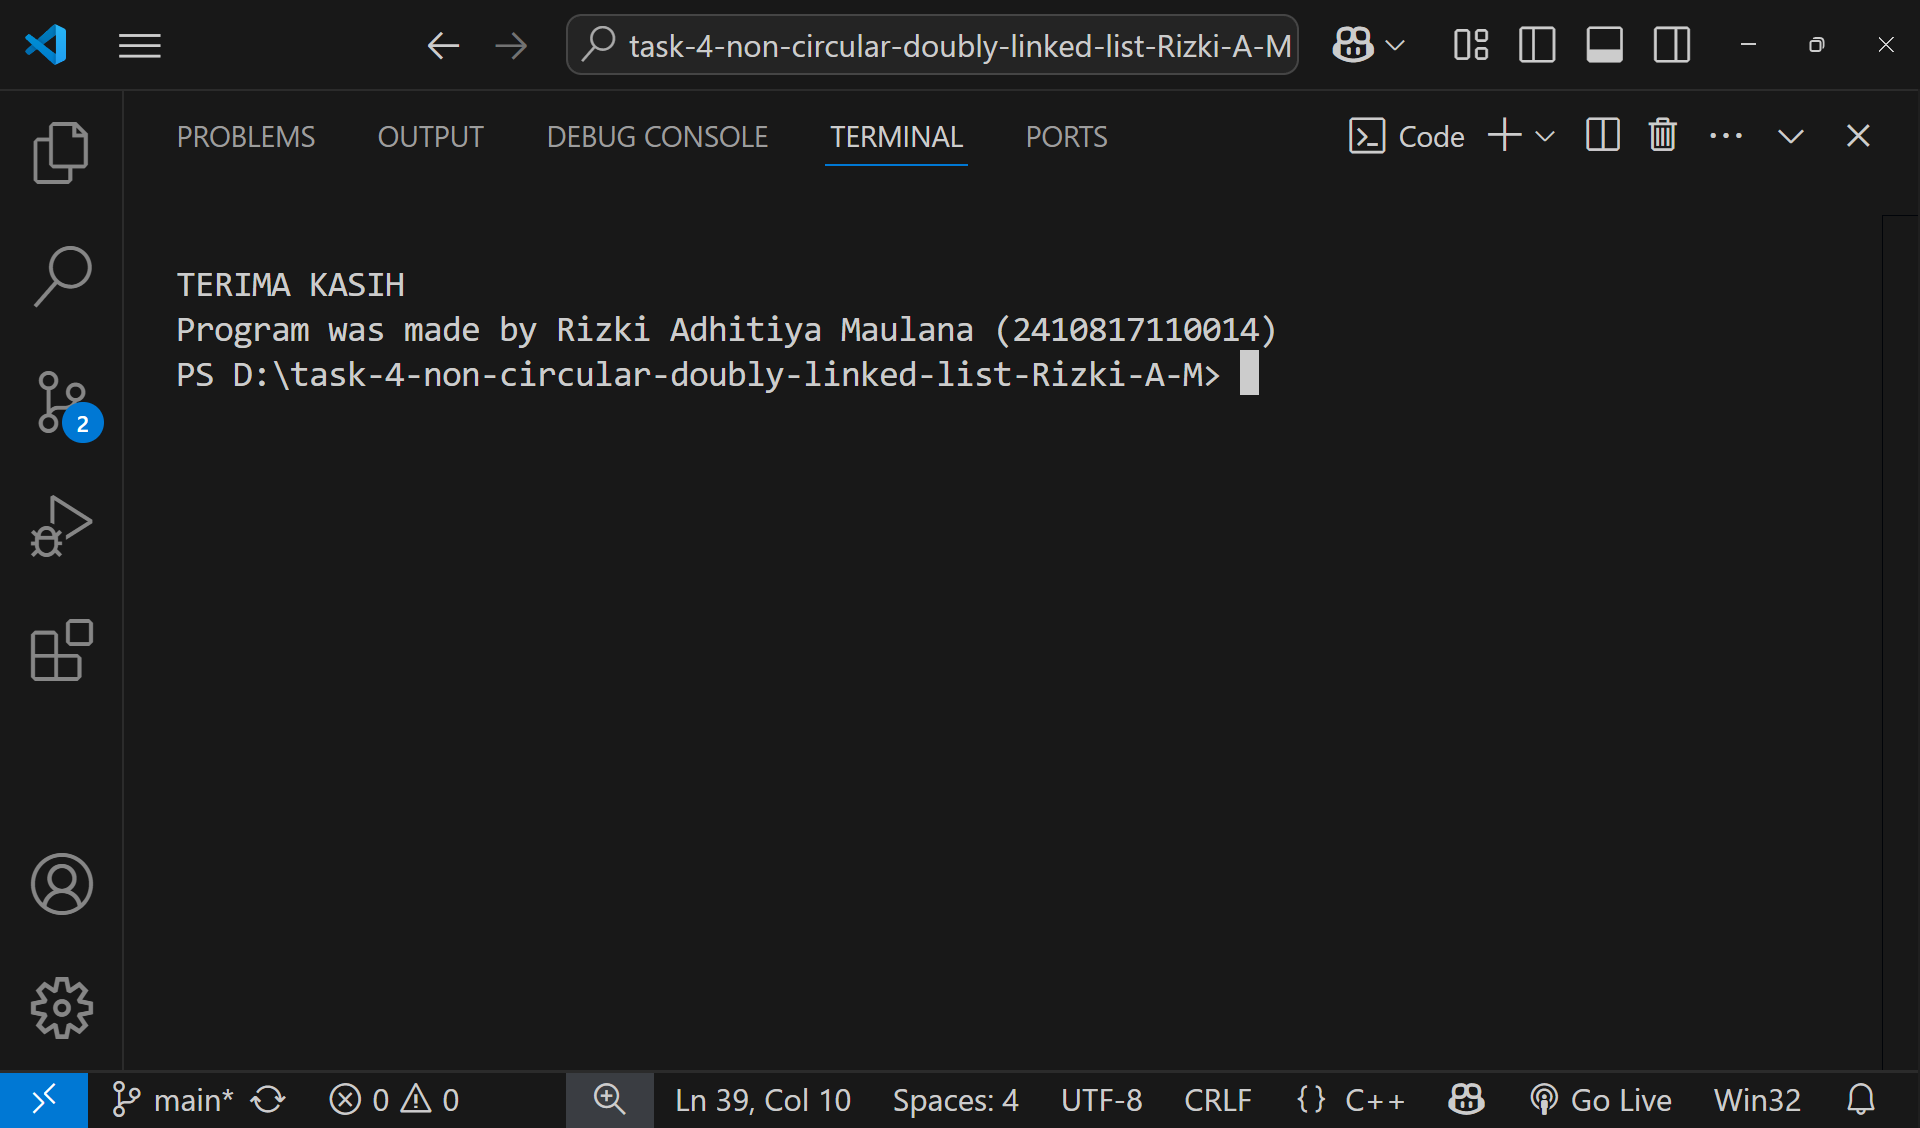 task-4-non-circular-doubly-linked-list-Rizki-A-M
PROBLEMS OUTPUT DEBUG CONSOLE TERMINAL PORTS Code
TERIMA KASIH
Program was made by Rizki Adhitiya Maulana (2410817110014)
PS D:\task-4-non-circular-doubly-linked-list-Rizki-A-M>
2
main* 0 0 Ln 39, Col 10 Spaces: 4 UTF-8 CRLF {} C++ Go Live Win32